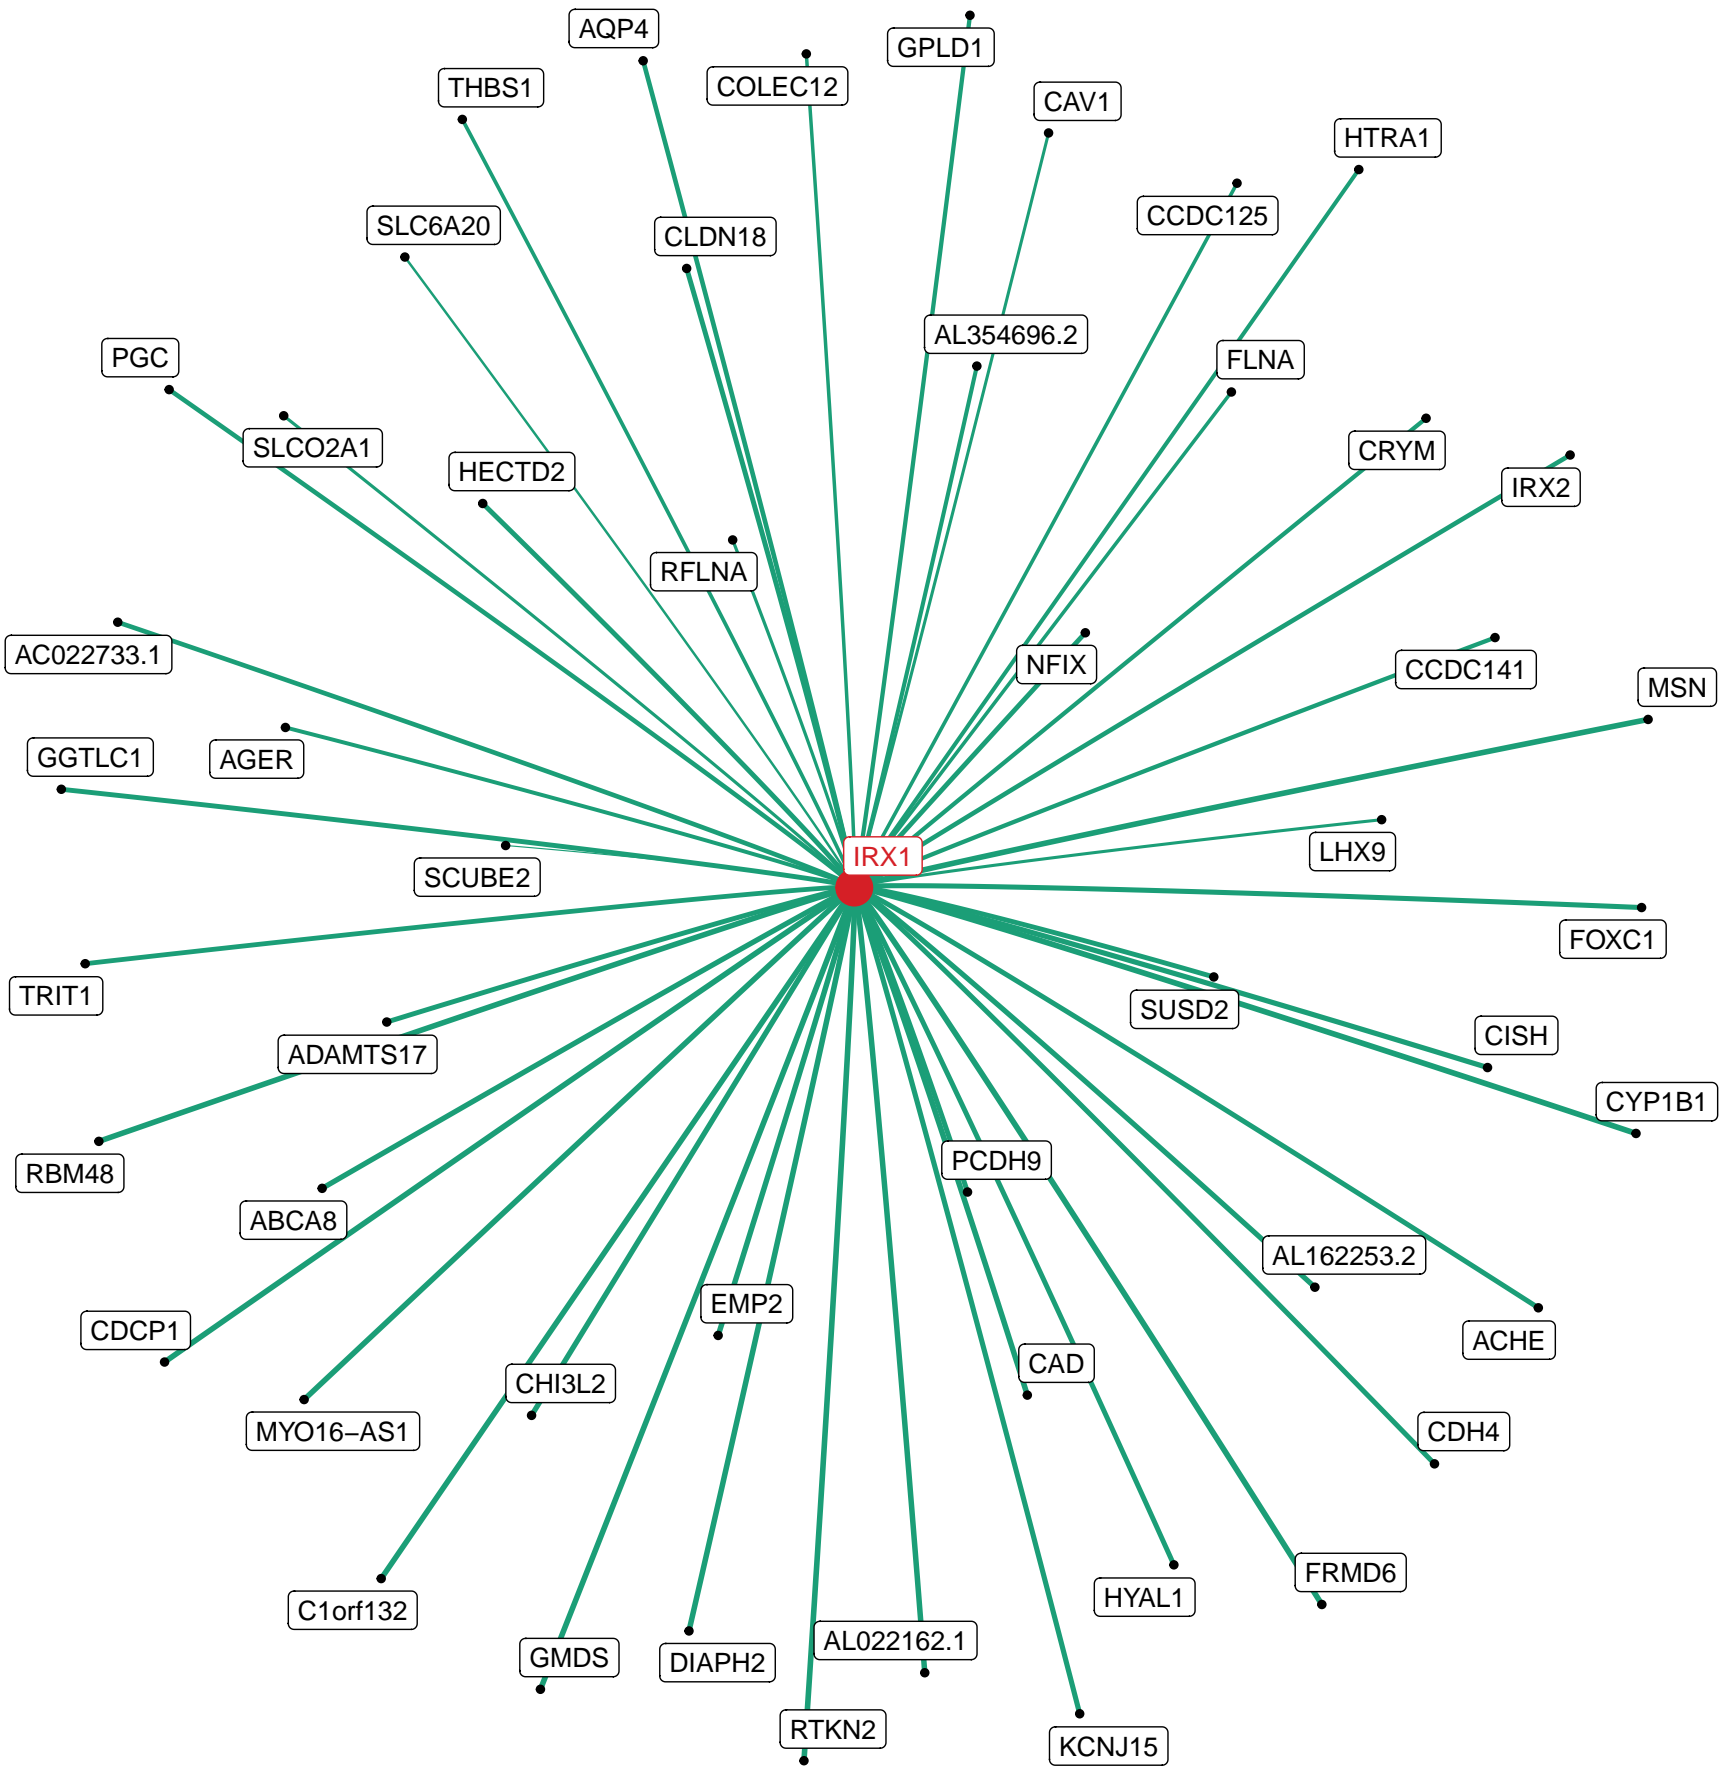 AQP4
GPLD1
THBS1
COLEC12
CAV1
HTRA1
SLC6A20
CCDC125
CLDN18
AL354696.2
PGC
FLNA
SLCO2A1
CRYM
HECTD2
IRX2
RFLNA
AC022733.1
NFIX
CCDC141
MSN
GGTLC1
AGER
LHX9
IRX1
SCUBE2
FOXC1
TRIT1
SUSD2
CISH
ADAMTS17
CYP1B1
PCDH9
RBM48
ABCA8
AL162253.2
EMP2
CDCP1
ACHE
CAD
CHI3L2
MYO16−AS1
CDH4
FRMD6
HYAL1
C1orf132
AL022162.1
GMDS
DIAPH2
RTKN2
KCNJ15